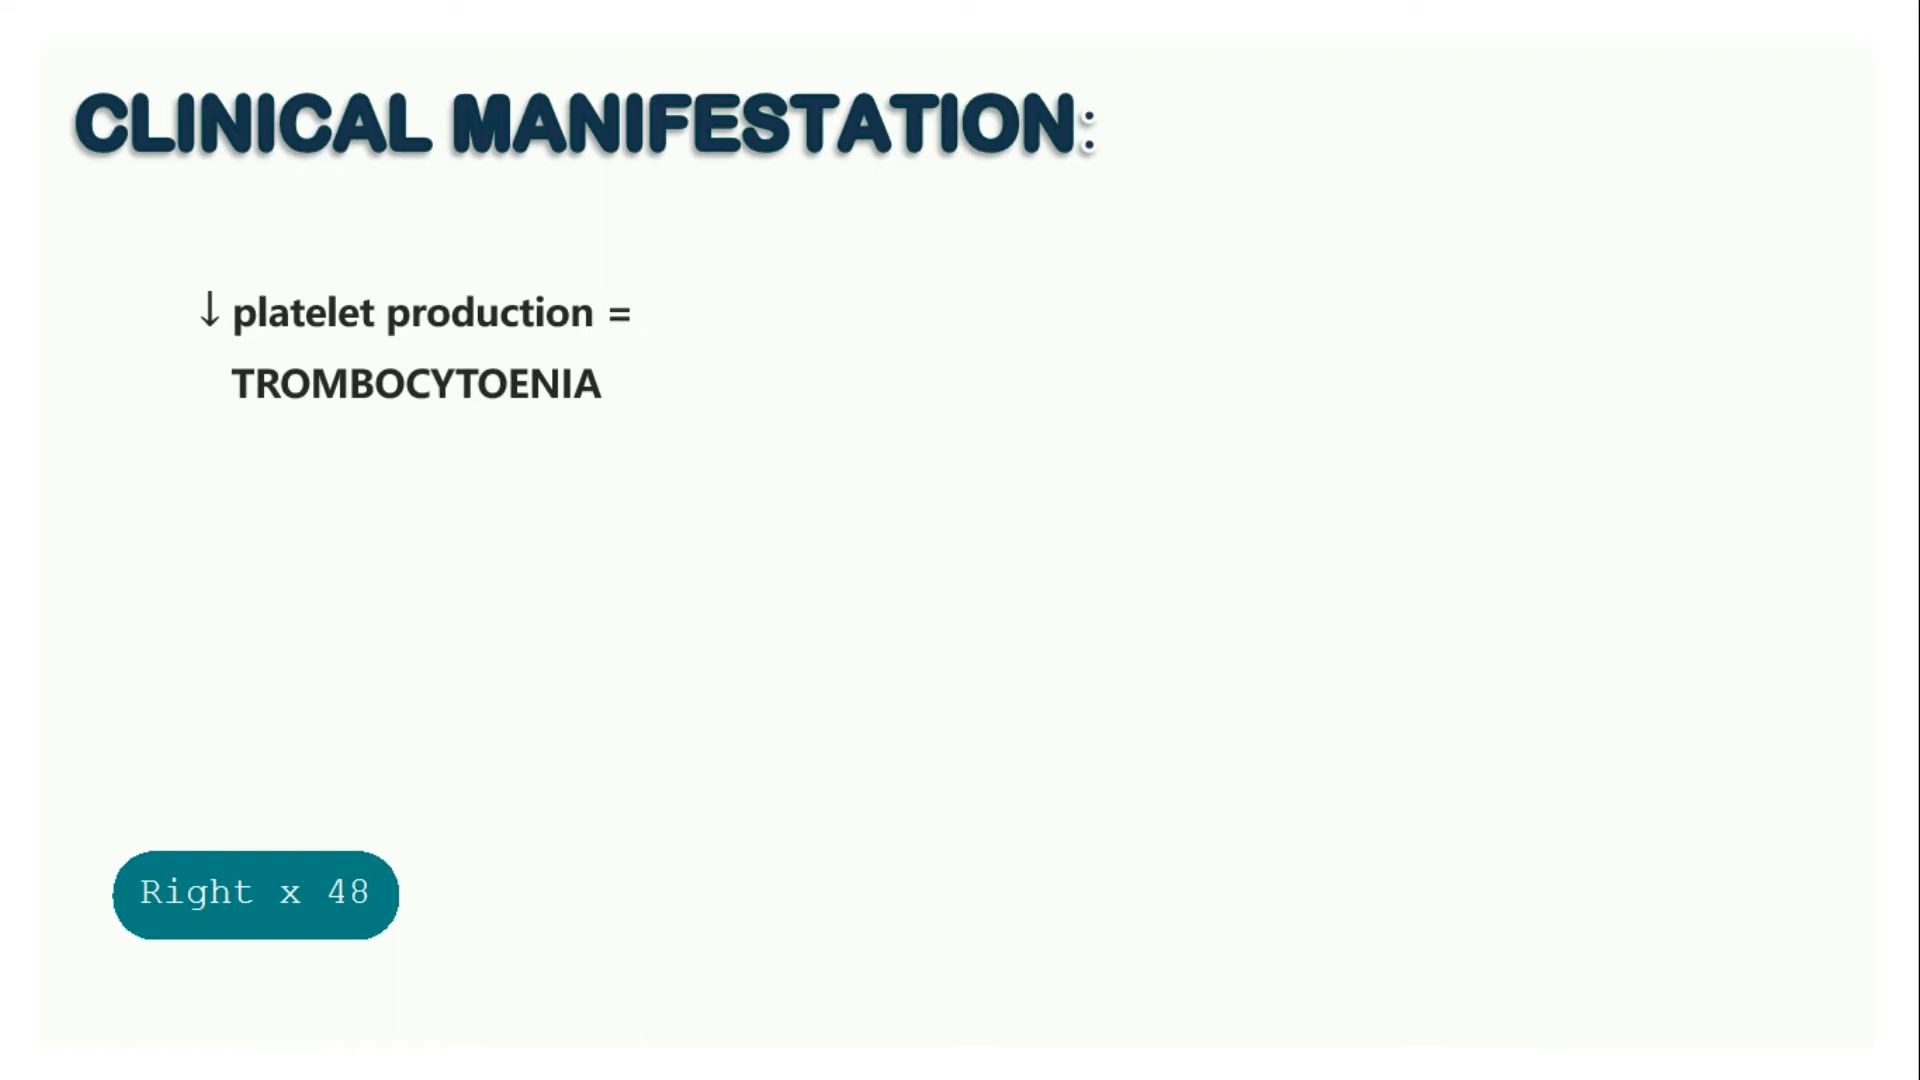 CLINICAL MANIFESTATION:
↓ platelet production =
TROMBOCYTOENIA
Right x 48